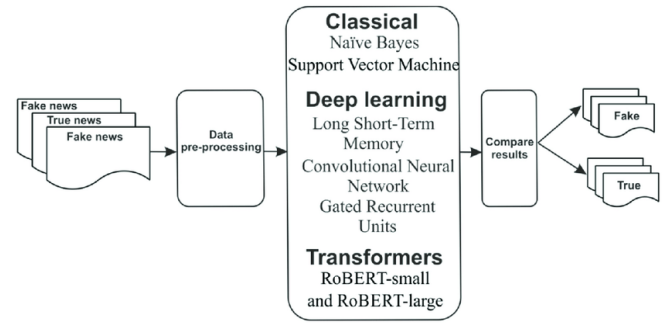 Fake news
True news
Fake news
Data
pre-processing
Classical
Naïve Bayes
Support Vector Machine
Deep learning
Long Short-Term
Memory
Convolutional Neural
Network
Gated Recurrent
Units
Transformers
RoBERT-small
and RoBERT-large
Compare
results
Fake
True